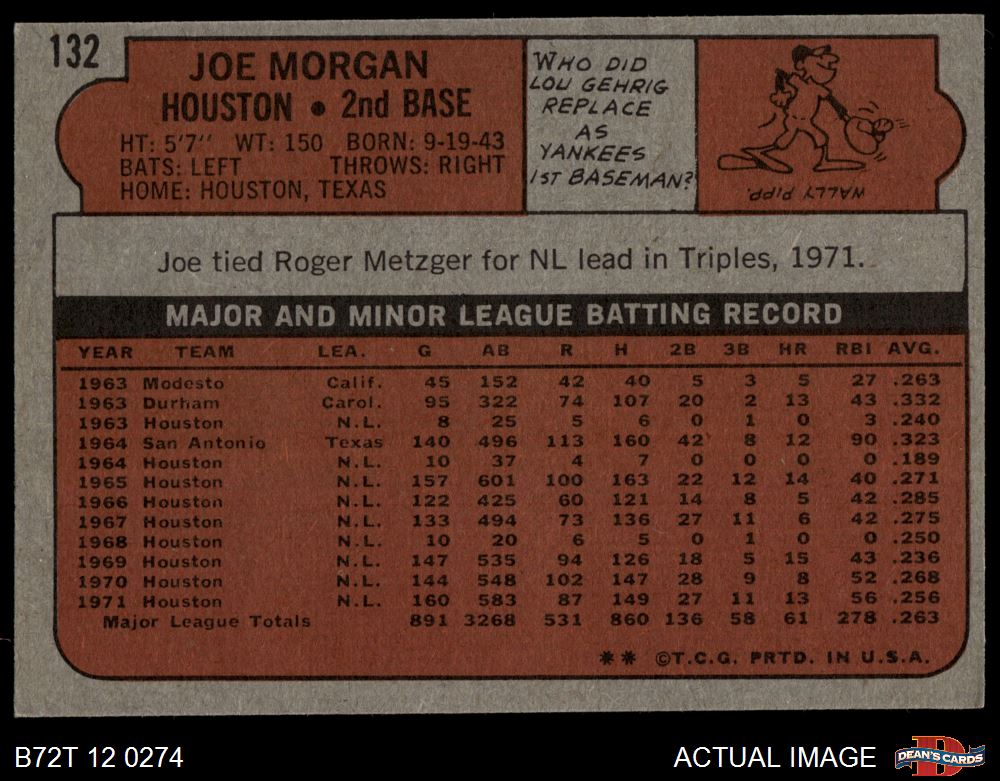 132
JOE MORGAN
HOUSTON • 2nd BASE
HT: 5'7" WT: 150 BORN: 9-19-43
BATS: LEFT THROWS: RIGHT
HOME: HOUSTON, TEXAS
WHO DID
LOU GEHRIG
REPLACE
AS
YANKEES
1ST BASEMAN?
WALLY PIPP.
Joe tied Roger Metzger for NL lead in Triples, 1971.
MAJOR AND MINOR LEAGUE BATTING RECORD
YEAR TEAM LEA. G AB R H 2B 3B HR RBI AVG.
1963 Modesto Calif. 45 152 42 40 5 3 5 27 .263
1963 Durham Carol. 95 322 74 107 20 2 13 43 .332
1963 Houston N.L. 8 25 5 6 0 1 0 3 .240
1964 San Antonio Texas 140 496 113 160 42 8 12 90 .323
1964 Houston N.L. 10 37 4 7 0 0 0 0 .189
1965 Houston N.L. 157 601 100 163 22 12 14 40 .271
1966 Houston N.L. 122 425 60 121 14 8 5 42 .285
1967 Houston N.L. 133 494 73 136 27 11 6 42 .275
1968 Houston N.L. 10 20 6 5 0 1 0 0 .250
1969 Houston N.L. 147 535 94 126 18 5 15 43 .236
1970 Houston N.L. 144 548 102 147 28 9 8 52 .268
1971 Houston N.L. 160 583 87 149 27 11 13 56 .256
Major League Totals 891 3268 531 860 136 58 61 278 .263
** ©T.C.G. PRTD. IN U.S.A.
B72T 12 0274
ACTUAL IMAGE
D
DEAN'S CARDS